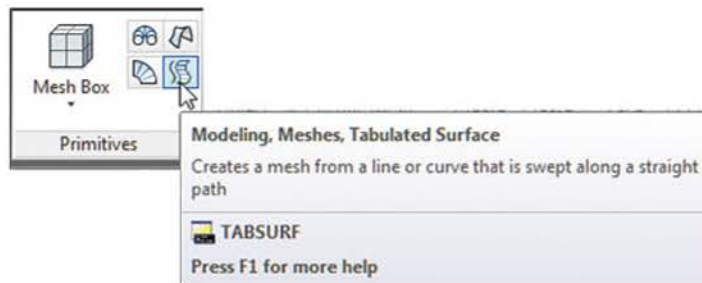 Mesh Box
Primitives
Modeling, Meshes, Tabulated Surface
Creates a mesh from a line or curve that is swept along a straight
path
TABSURF
Press F1 for more help